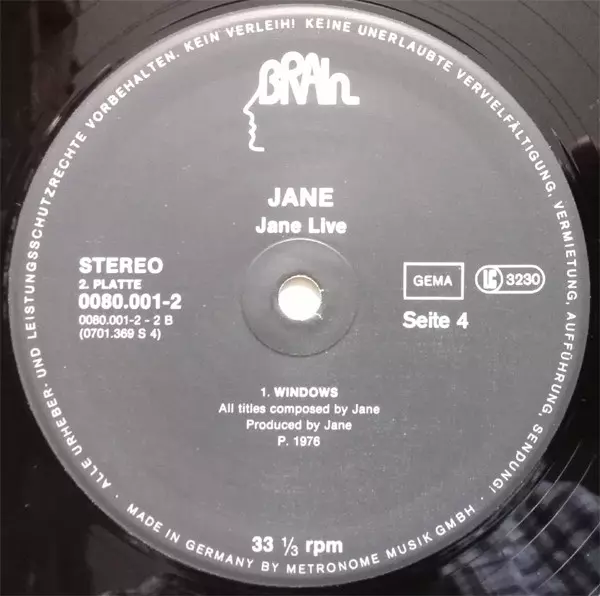 ALLE URHEBER- UND LEISTUNGSSCHUTZRECHTE VORBEHALTEN. KEIN VERLEIH! KEINE UNERLAUBTE VERVIELFÄLTIGUNG, VERMIETUNG, AUFFÜHRUNG, SENDUNG!
BRAIN
JANE
Jane Live
STEREO
2. PLATTE
0080.001-2
0080.001-2 - 2 B
(0701.369 S 4)
GEMA
LC 3230
Seite 4
1. WINDOWS
All titles composed by Jane
Produced by Jane
P. 1976
33 ⅓ rpm
MADE IN GERMANY BY METRONOME MUSIK GMBH